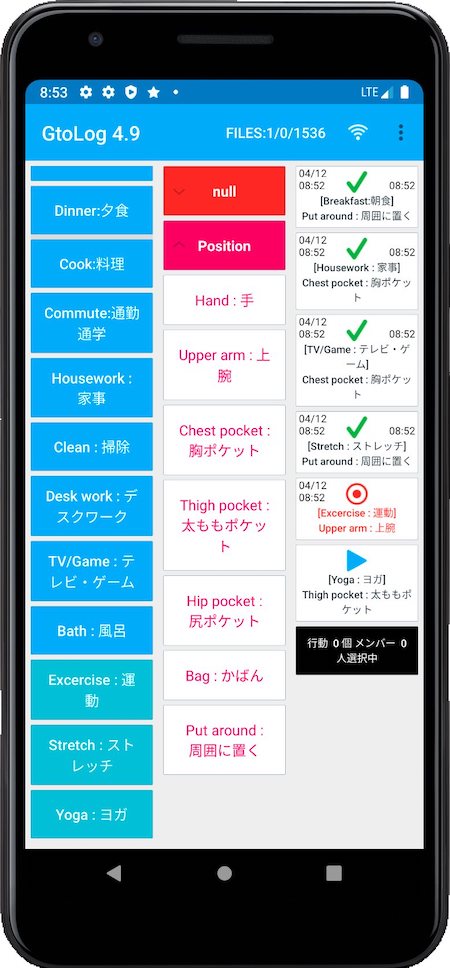 8:53
LTE
GtoLog 4.9
FILES:1/0/1536
Dinner:夕食
Cook:料理
Commute:通勤
通学
Housework :
家事
Clean : 掃除
Desk work : デ
スクワーク
TV/Game : テ
レビ・ゲーム
Bath : 風呂
Excercise : 運
動
Stretch : スト
レッチ
Yoga : ヨガ
null
Position
Hand : 手
Upper arm : 上
腕
Chest pocket :
胸ポケット
Thigh pocket :
太ももポケッ
ト
Hip pocket :
尻ポケット
Bag : かばん
Put around :
周囲に置く
04/12
08:52 08:52
[Breakfast:朝食]
Put around : 周囲に置く
04/12
08:52 08:52
[Housework : 家事]
Chest pocket : 胸ポケッ
ト
04/12
08:52 08:52
[TV/Game : テレビ・ゲ
ーム]
Chest pocket : 胸ポケッ
ト
04/12
08:52 08:52
[Stretch : ストレッチ]
Put around : 周囲に置く
04/12
08:52
[Excercise : 運動]
Upper arm : 上腕
[Yoga : ヨガ]
Thigh pocket : 太ももポ
ケット
行動 0 個 メンバー 0
人選択中